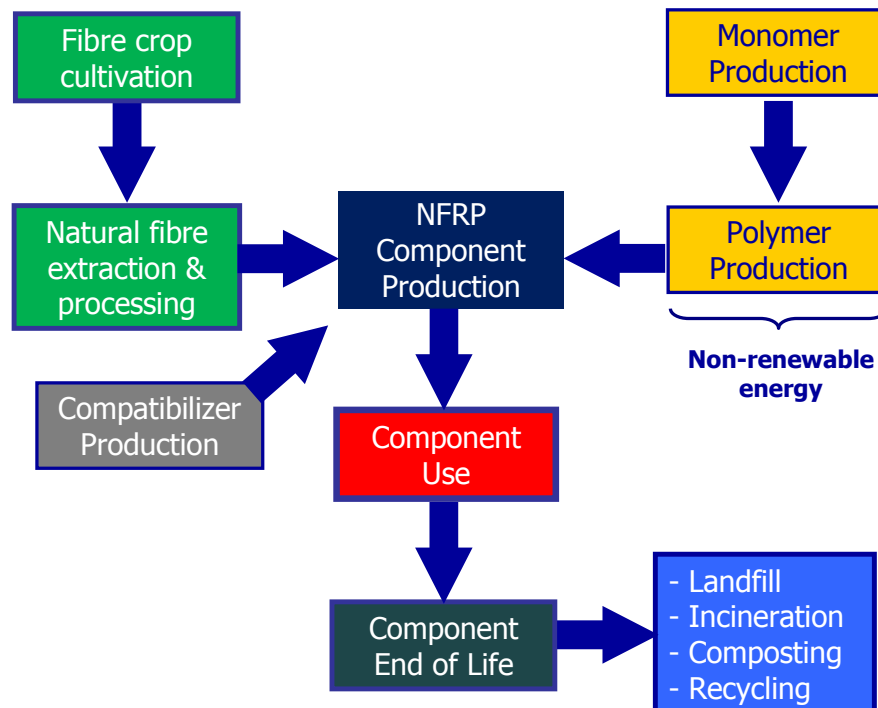 Fibre crop
cultivation
Monomer
Production
Natural fibre
extraction &
processing
NFRP
Component
Production
Polymer
Production
Non-renewable
energy
Compatibilizer
Production
Component
Use
Component
End of Life
- Landfill
- Incineration
- Composting
- Recycling